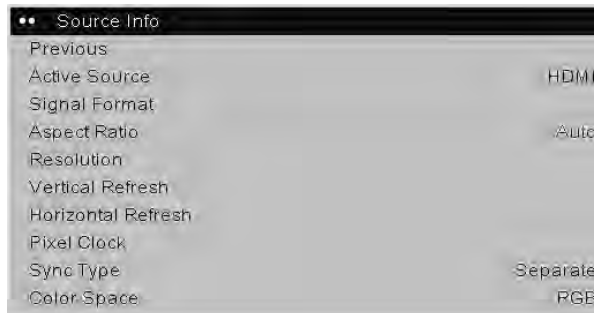 •• Source Info
Previous
Active Source HDMI
Signal Format
Aspect Ratio Auto
Resolution
Vertical Refresh
Horizontal Refresh
Pixel Clock
Sync Type Separate
Color Space RGB